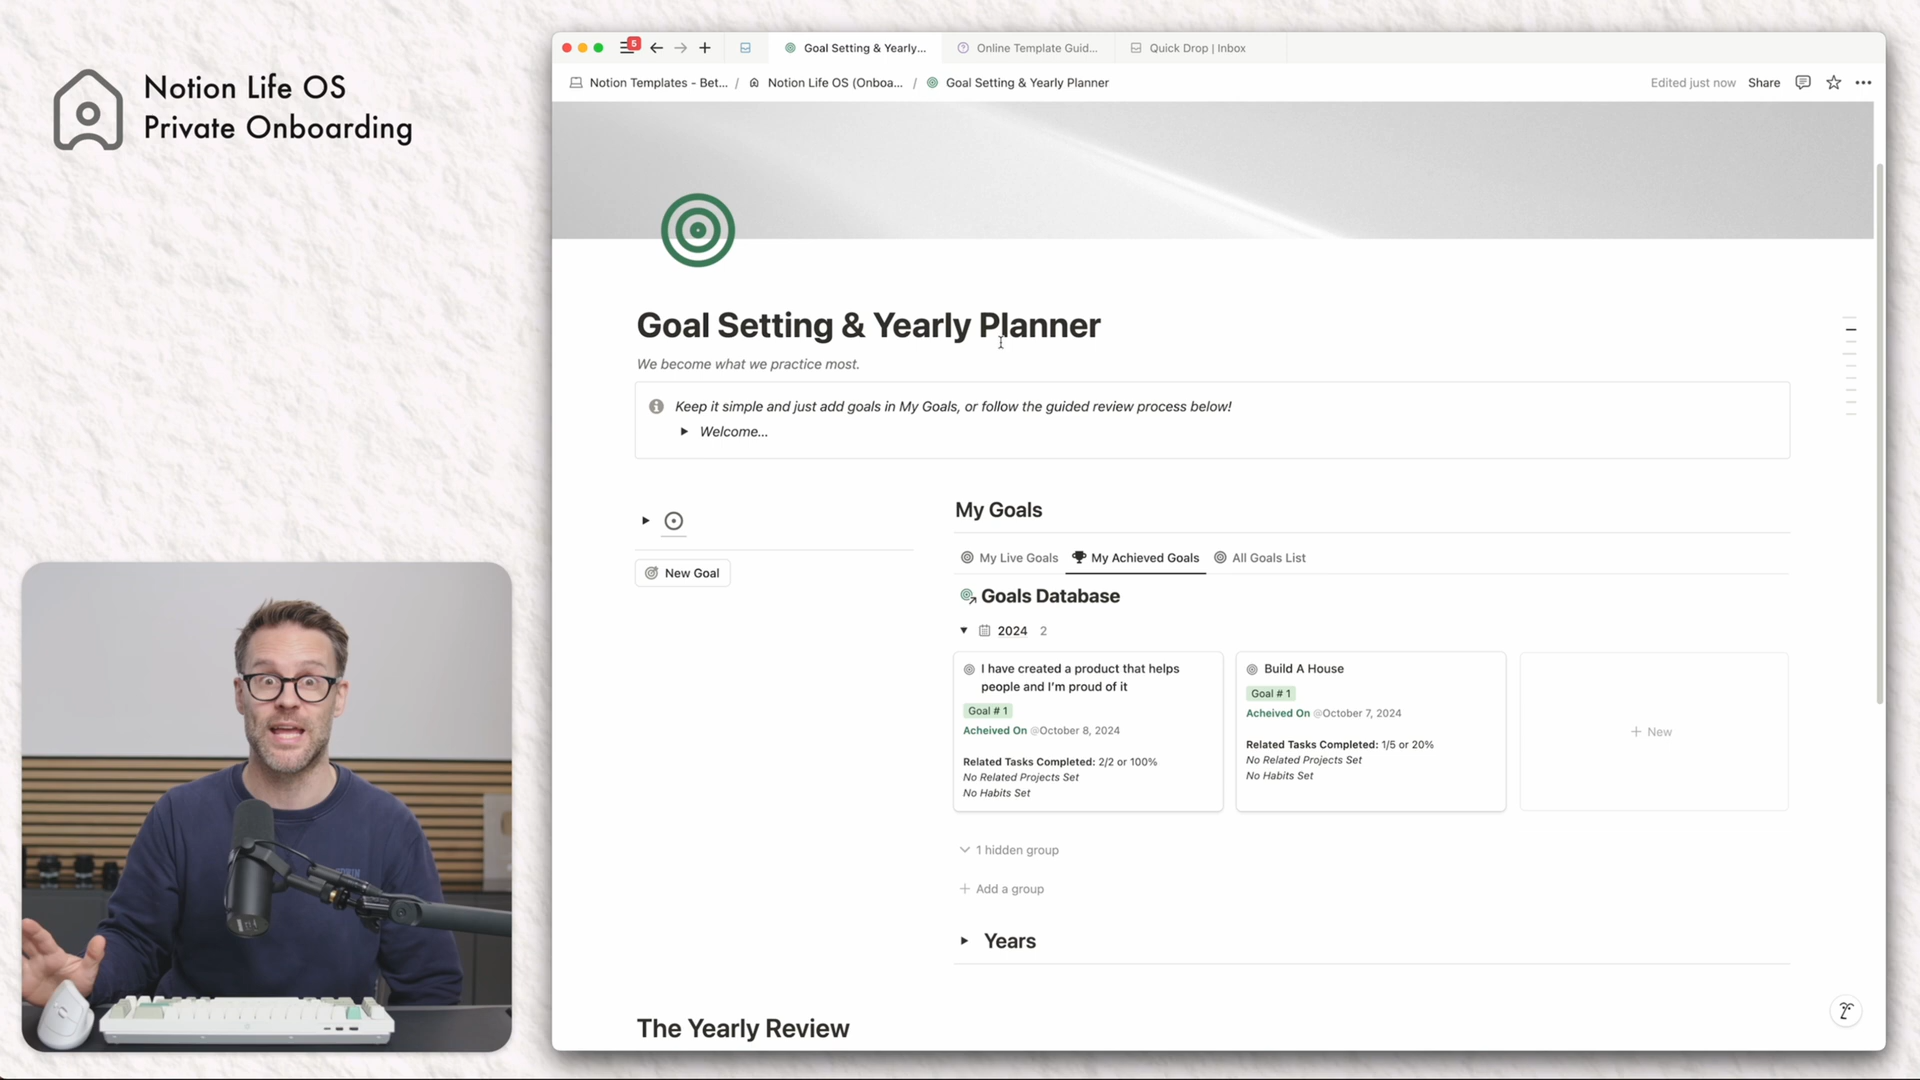 Notion Life OS
Private Onboarding
5
Goal Setting & Yearly...
Online Template Guid...
Quick Drop | Inbox
Notion Templates - Bet... / Notion Life OS (Onboa... / Goal Setting & Yearly Planner
Edited just now
Share
Goal Setting & Yearly Planner
We become what we practice most.
Keep it simple and just add goals in My Goals, or follow the guided review process below!
Welcome...
New Goal
My Goals
My Live Goals
My Achieved Goals
All Goals List
Goals Database
2024 2
I have created a product that helps
people and I'm proud of it
Goal # 1
Acheived On @October 8, 2024
Related Tasks Completed: 2/2 or 100%
No Related Projects Set
No Habits Set
Build A House
Goal # 1
Acheived On @October 7, 2024
Related Tasks Completed: 1/5 or 20%
No Related Projects Set
No Habits Set
+ New
1 hidden group
+ Add a group
Years
The Yearly Review